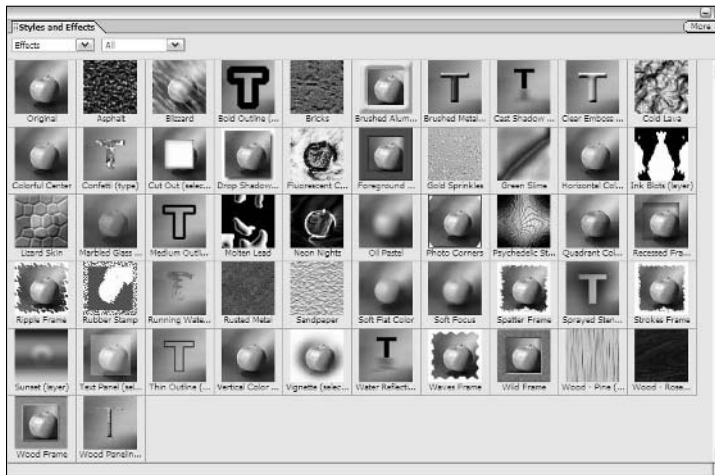 Styles and Effects
More
Effects All
Original Asphalt Blizzard Bold Outline (... Bricks Brushed Alum... Brushed Metal... Cast Shadow ... Clear Emboss ... Cold Lava
Colorful Center Confetti (type) Cut Out (selec... Drop Shadow... Fluorescent C... Foreground ... Gold Sprinkles Green Slime Horizontal Col... Ink Blots (layer)
Lizard Skin Marbled Glass ... Medium Outli... Molten Lead Neon Nights Oil Pastel Photo Corners Psychedelic St... Quadrant Col... Recessed Fra...
Ripple Frame Rubber Stamp Running Wate... Rusted Metal Sandpaper Soft Flat Color Soft Focus Spatter Frame Sprayed Sten... Strokes Frame
Sunset (layer) Text Panel (sel... Thin Outline (... Vertical Color ... Vignette (selec... Water Reflecti... Waves Frame Wild Frame Wood - Pine (... Wood - Rose...
Wood Frame Wood Panelin...